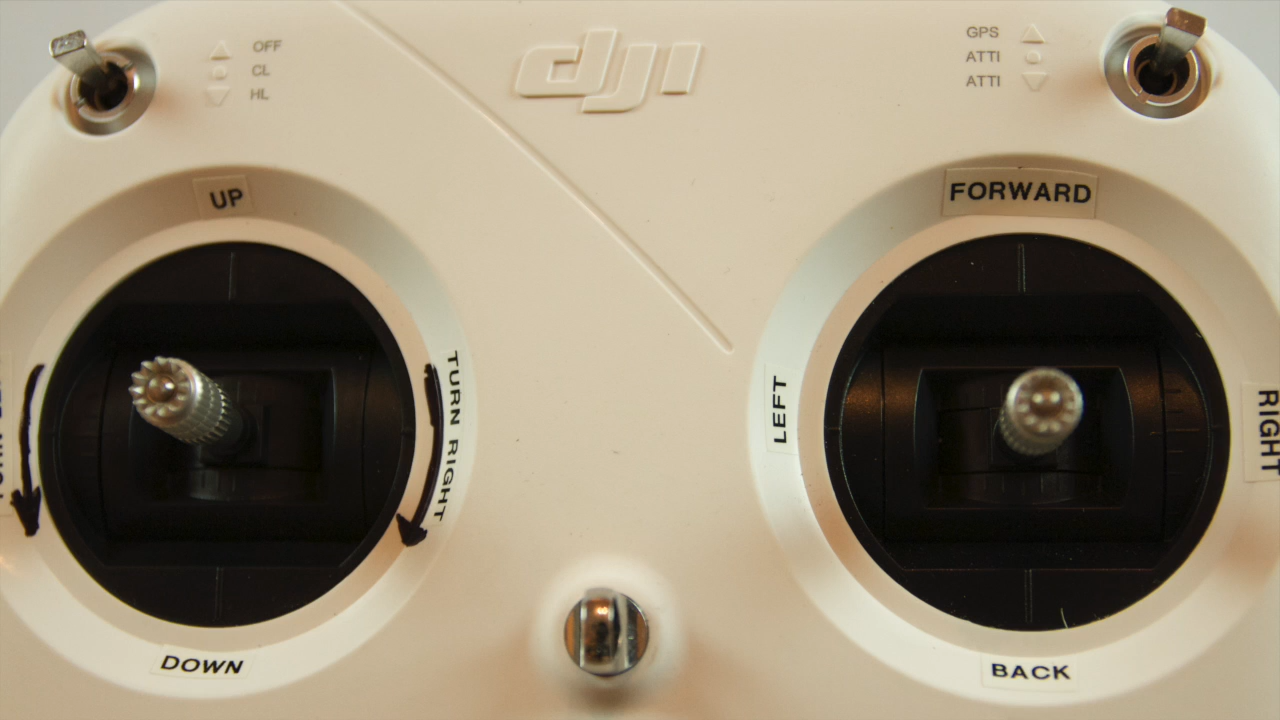 OFF
CL
HL
dji
GPS
ATTI
ATTI
UP
FORWARD
TURN RIGHT
LEFT
RIGHT
DOWN
BACK